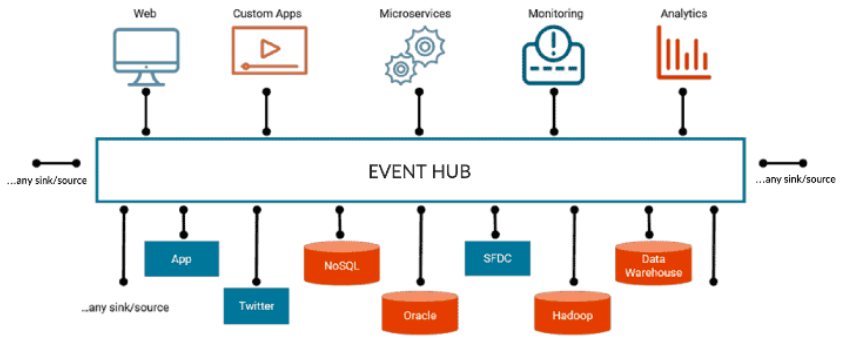 Web
Custom Apps
Microservices
Monitoring
Analytics
EVENT HUB
...any sink/source
...any sink/source
App
NoSQL
SFDC
Data
Warehouse
...any sink/source
Twitter
Oracle
Hadoop